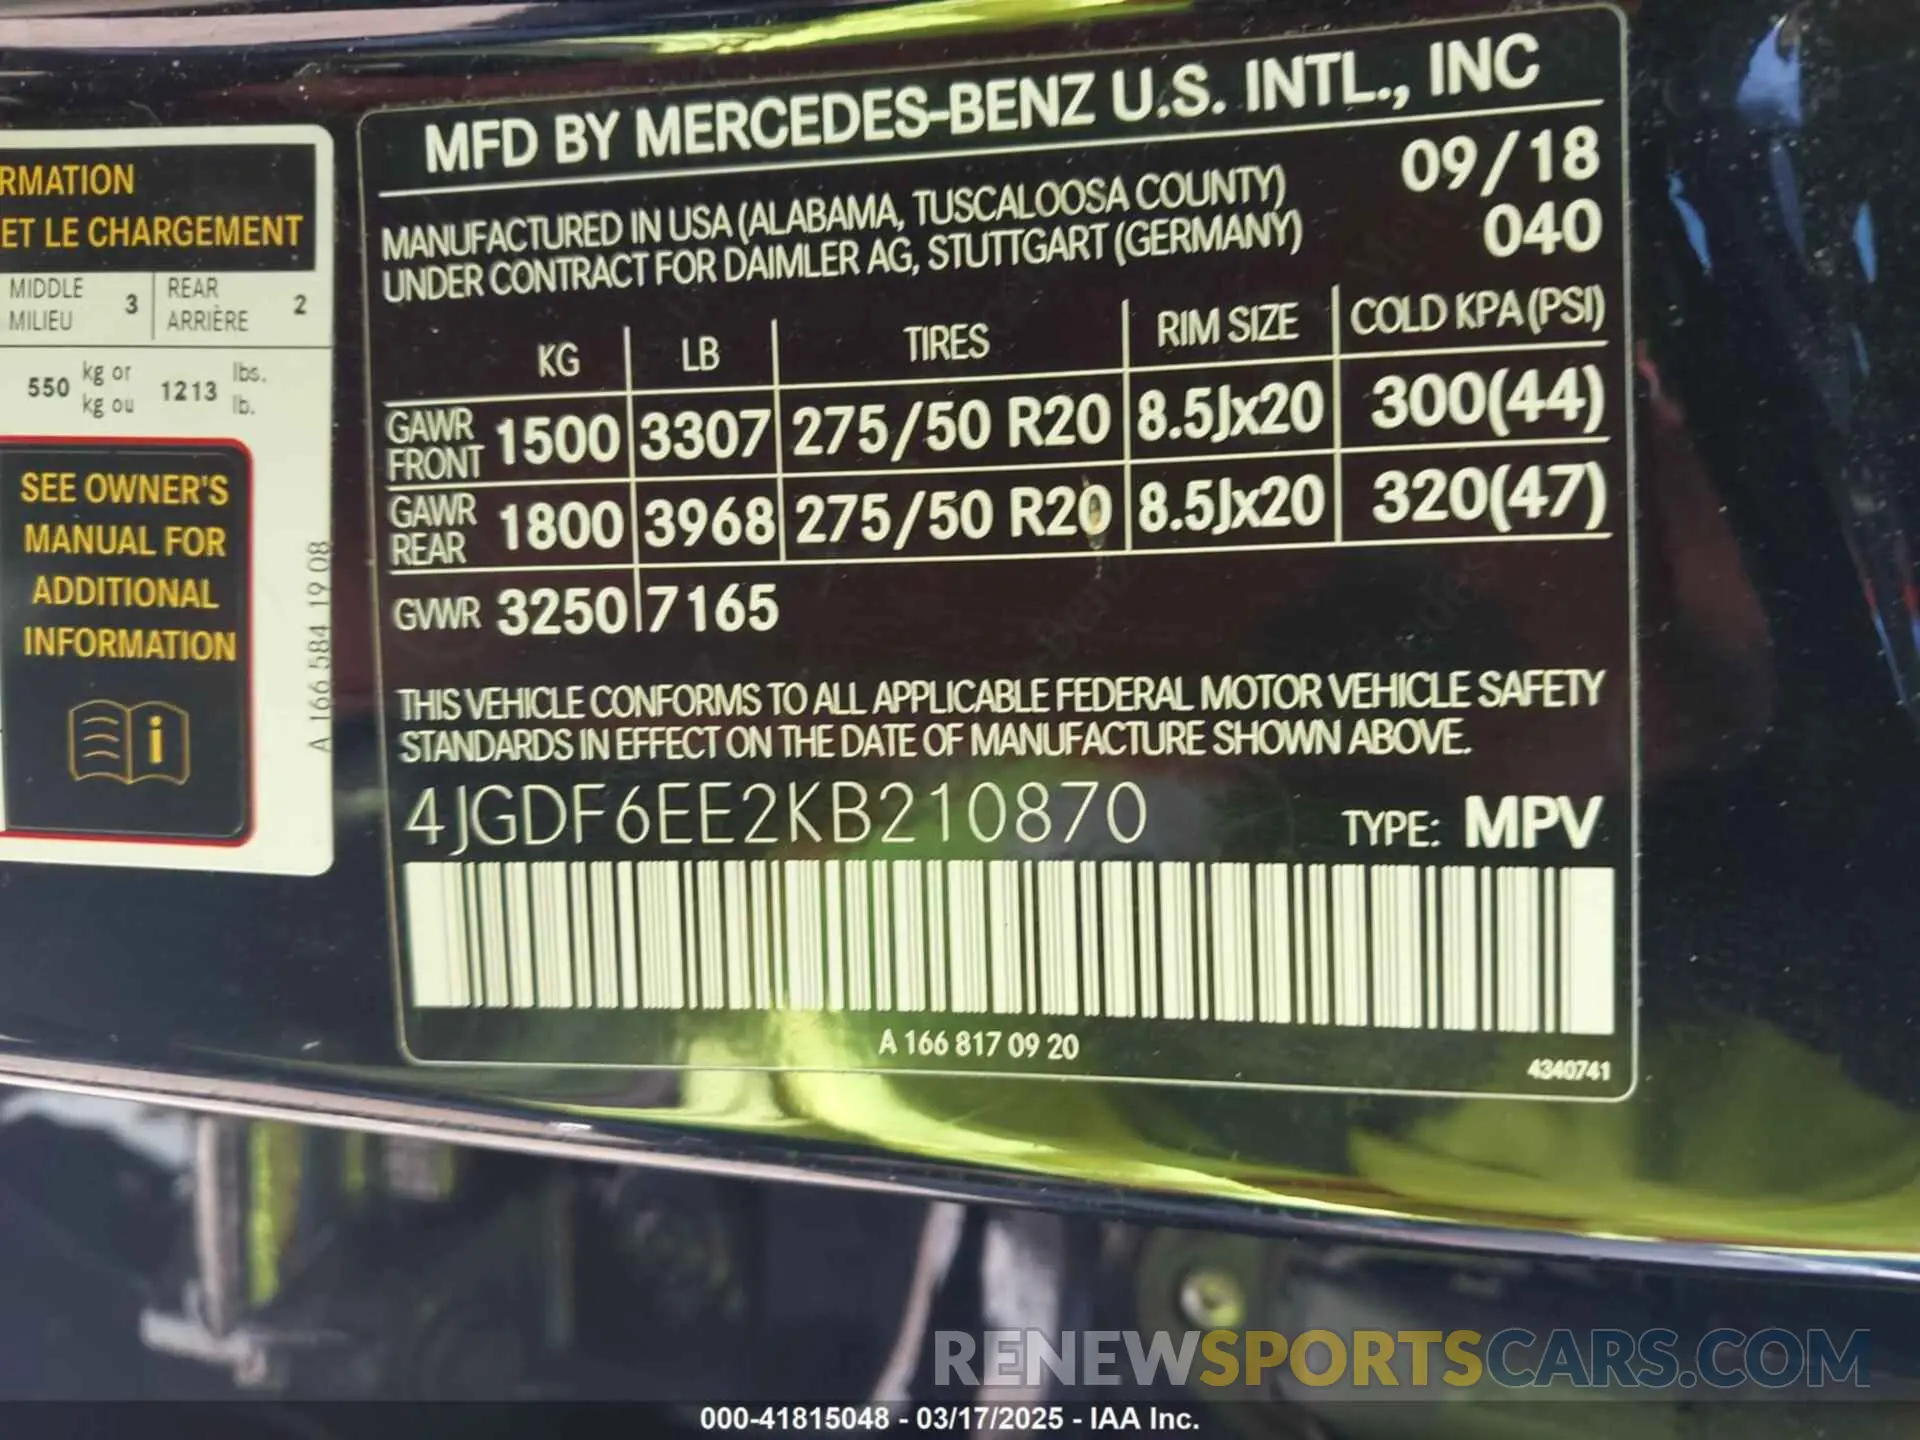 RMATION
ET LE CHARGEMENT
MIDDLE
MILIEU
3
REAR
ARRIÈRE
2
550
kg or
kg ou
1213
lbs.
lb.
SEE OWNER'S
MANUAL FOR
ADDITIONAL
INFORMATION
A 166 584 19 08
MFD BY MERCEDES-BENZ U.S. INTL., INC
MANUFACTURED IN USA (ALABAMA, TUSCALOOSA COUNTY)
UNDER CONTRACT FOR DAIMLER AG, STUTTGART (GERMANY)
09/18
040
KG LB TIRES RIM SIZE COLD KPA (PSI)
GAWR FRONT 1500 3307 275/50 R20 8.5Jx20 300(44)
GAWR REAR 1800 3968 275/50 R20 8.5Jx20 320(47)
GVWR 3250 7165
THIS VEHICLE CONFORMS TO ALL APPLICABLE FEDERAL MOTOR VEHICLE SAFETY
STANDARDS IN EFFECT ON THE DATE OF MANUFACTURE SHOWN ABOVE.
4JGDF6EE2KB210870
TYPE: MPV
A 166 817 09 20
4340741
RENEWSPORTSCARS.COM
000-41815048 - 03/17/2025 - IAA Inc.